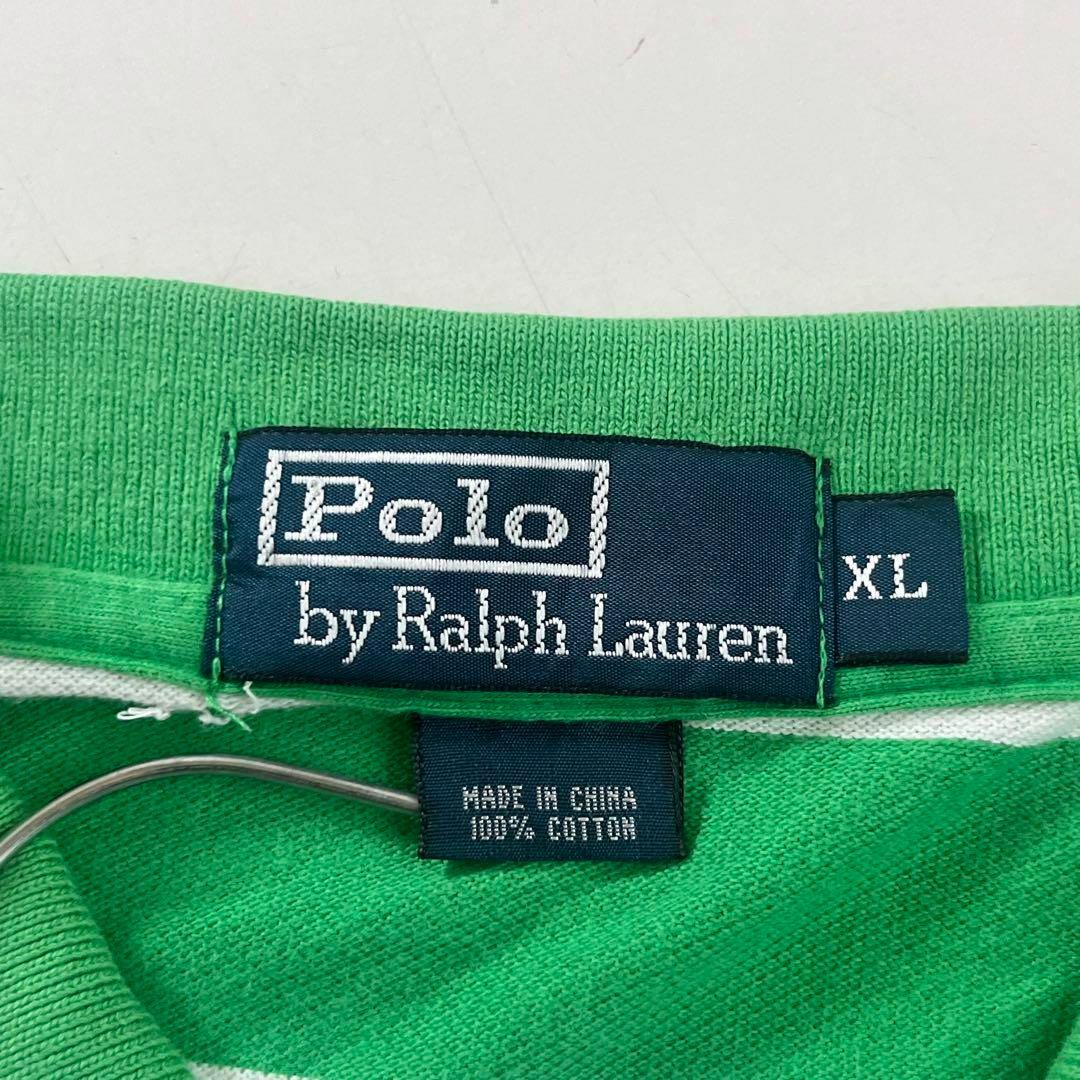 Polo
by Ralph Lauren
XL
MADE IN CHINA
100% COTTON